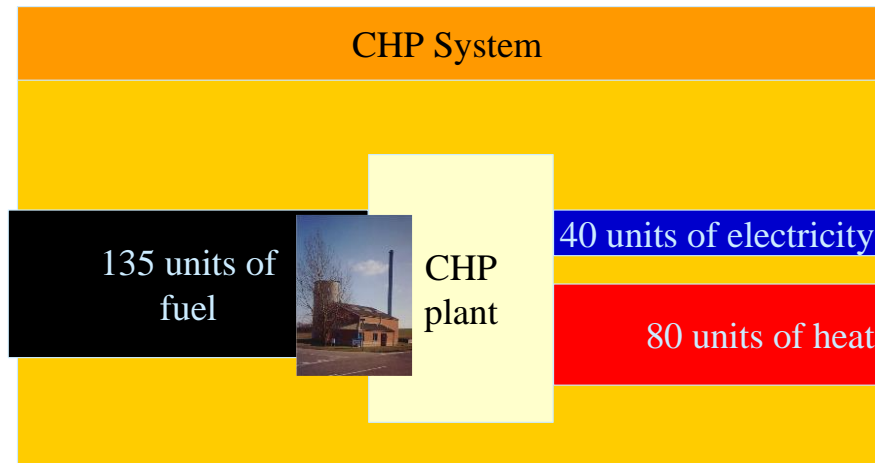 CHP System
135 units of
fuel
CHP
plant
40 units of electricity
80 units of heat